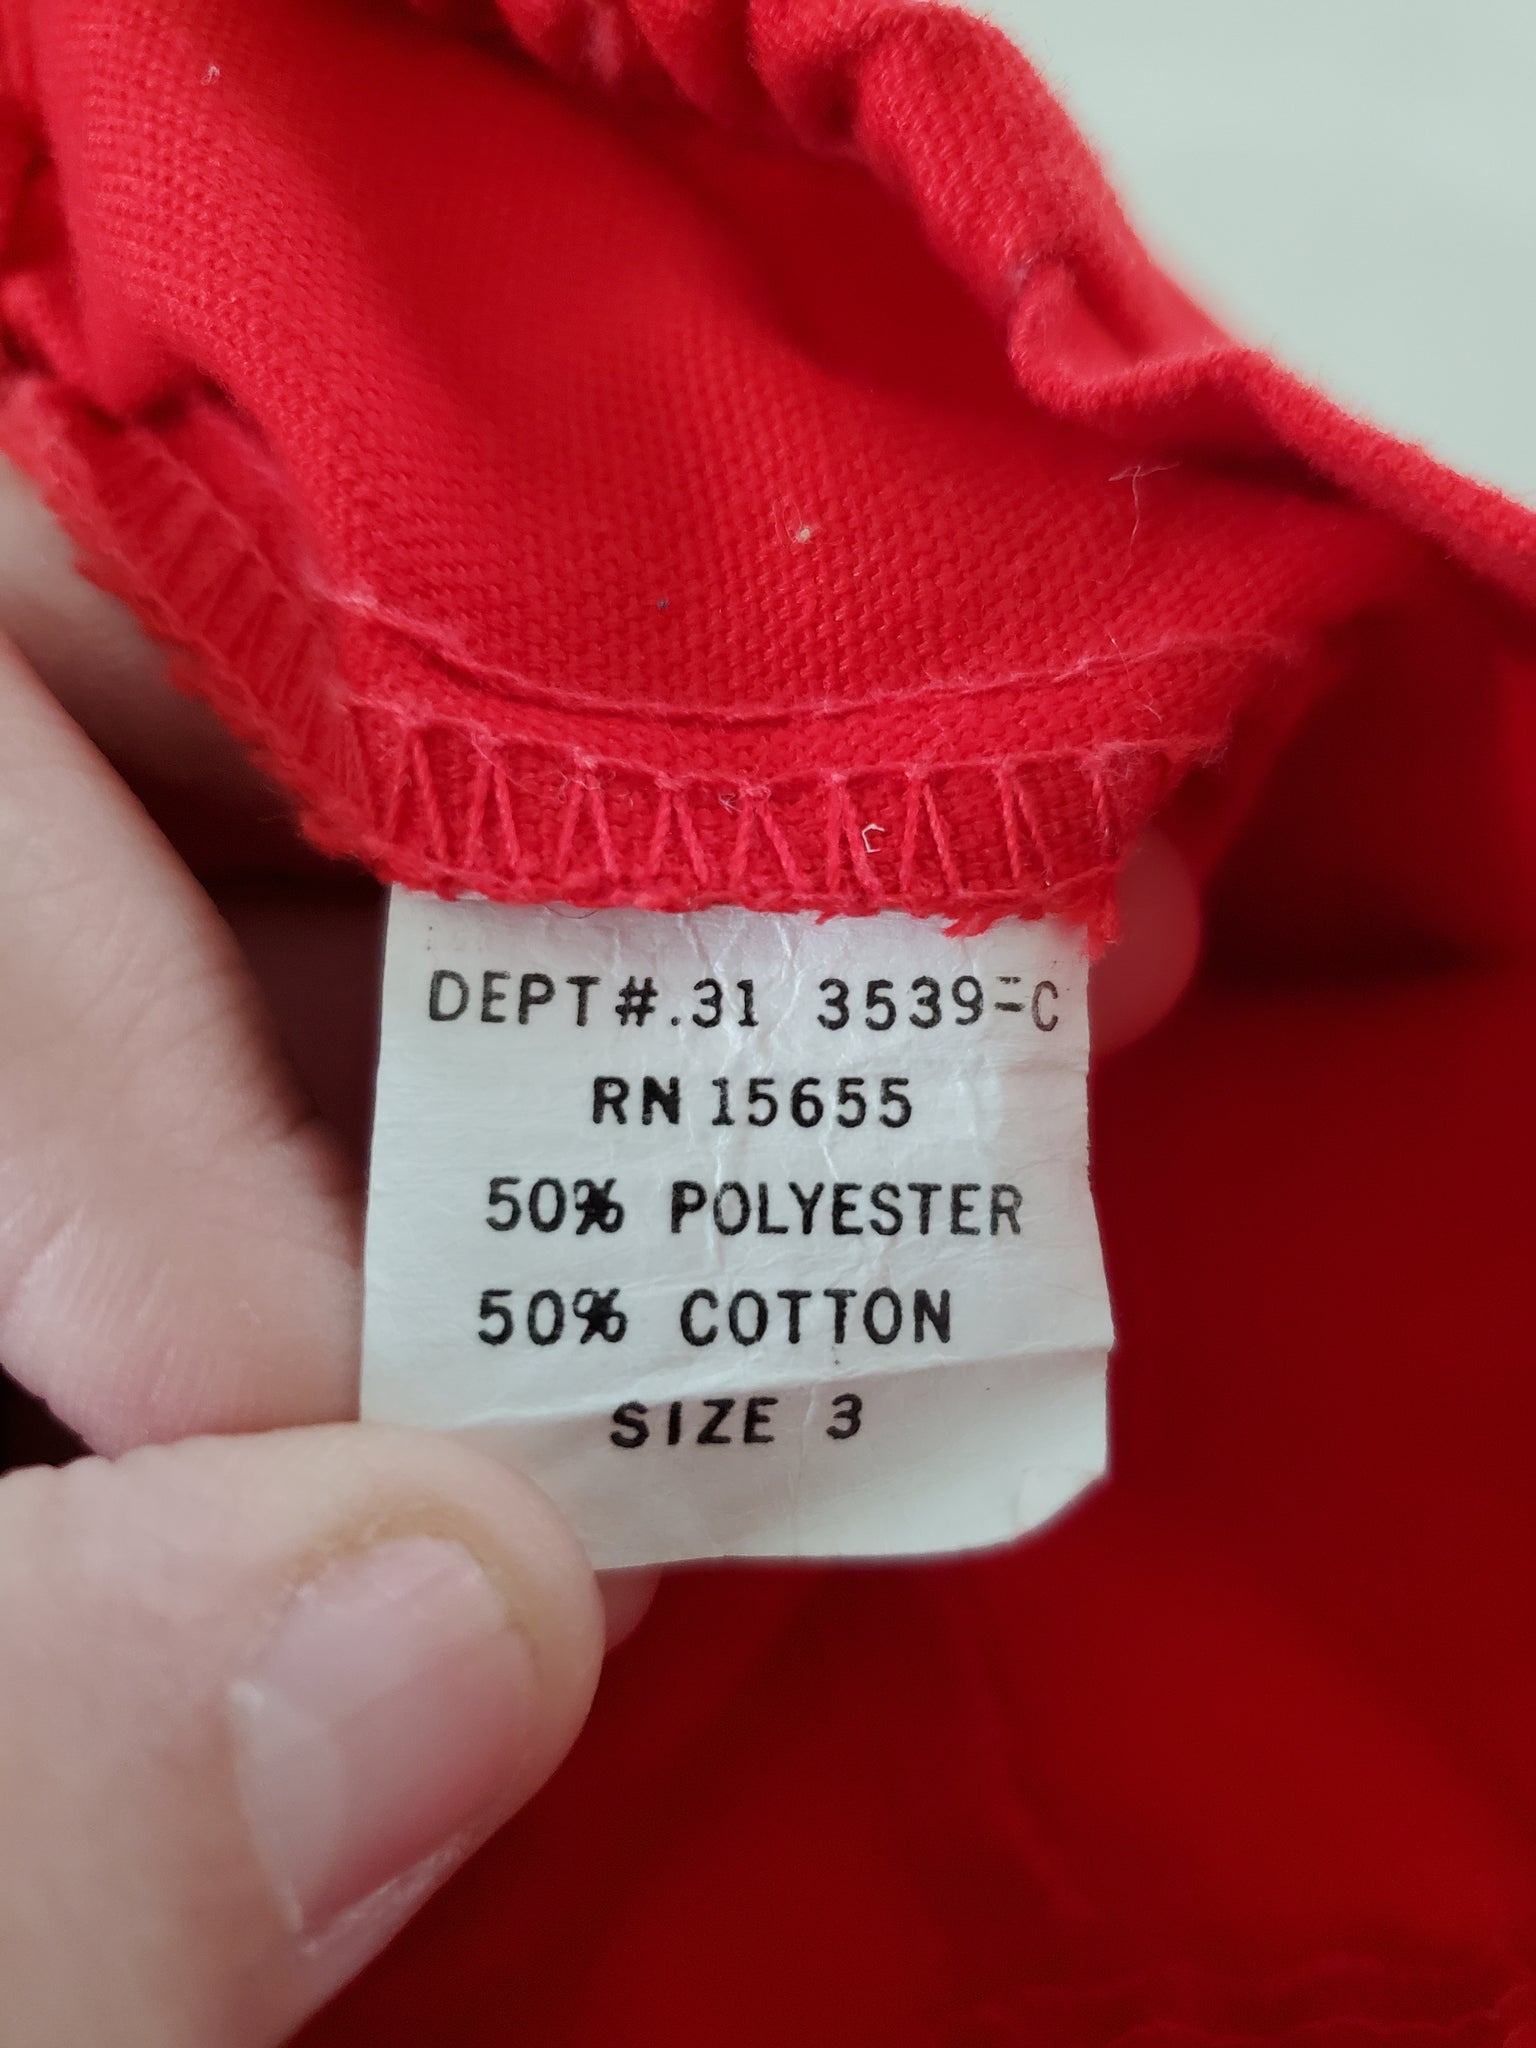 DEPT#.31 3539-C
RN 15655
50% POLYESTER
50% COTTON
SIZE 3